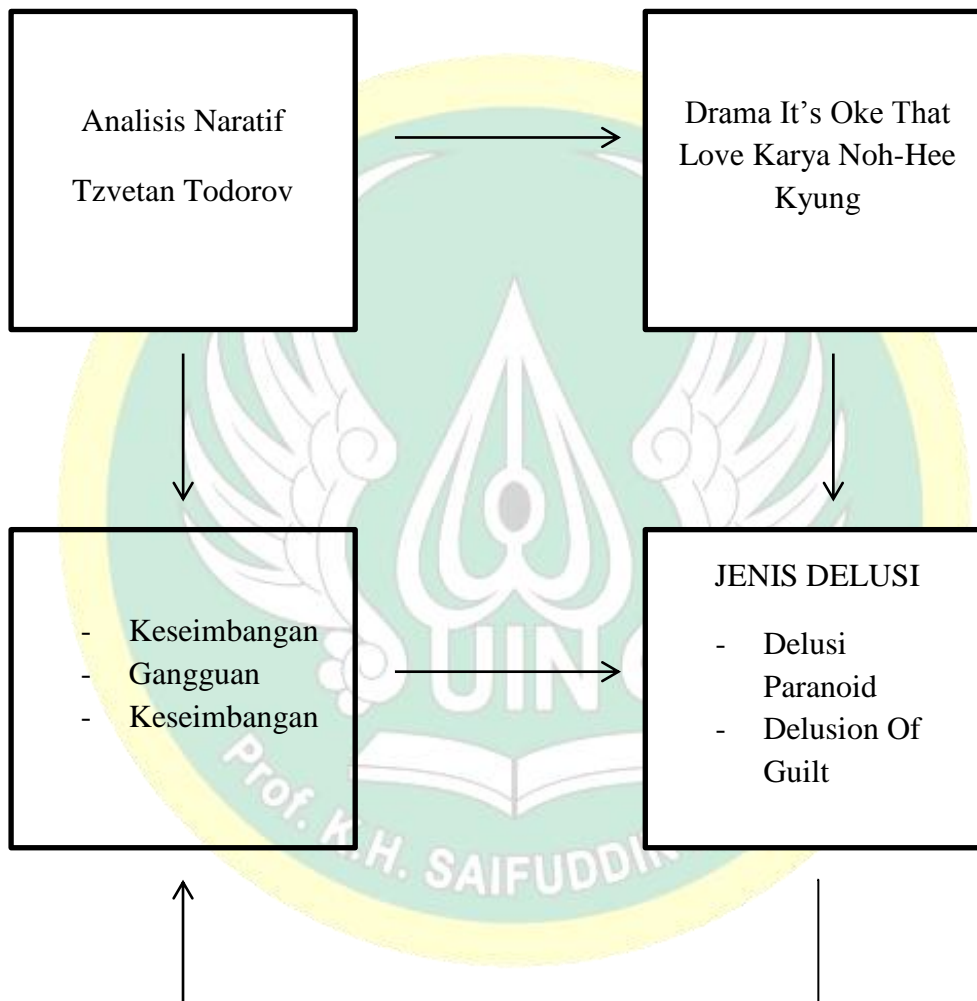 Analisis Naratif
Tzvetan Todorov
Drama It’s Oke That
Love Karya Noh-Hee
Kyung
- Keseimbangan
- Gangguan
- Keseimbangan
JENIS DELUSI
- Delusi
Paranoid
- Delusion Of
Guilt
UIN
Prof. K.H. SAIFUDDIN